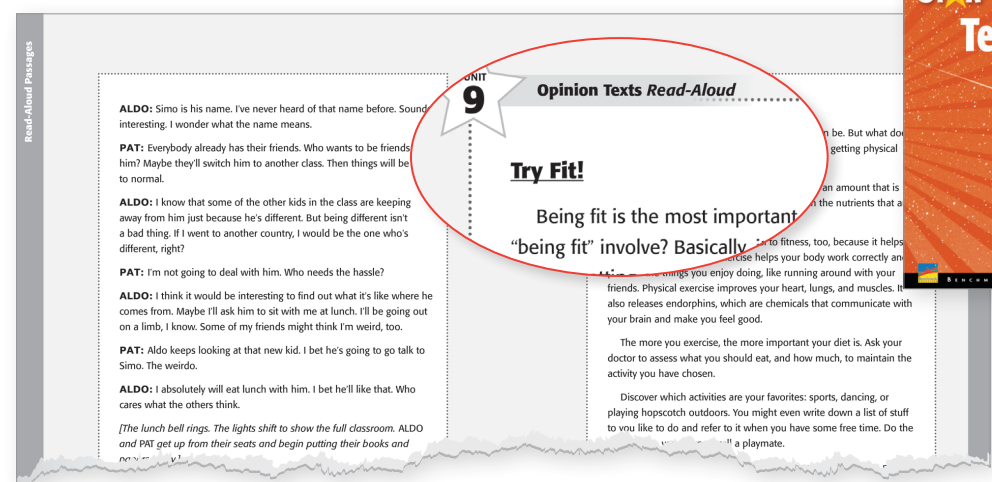 Read-Aloud Passages
ALDO: Simo is his name. I've never heard of that name before. Sound
interesting. I wonder what the name means.
PAT: Everybody already has their friends. Who wants to be friends
him? Maybe they'll switch him to another class. Then things will be
to normal.
ALDO: I know that some of the other kids in the class are keeping
away from him just because he's different. But being different isn't
a bad thing. If I went to another country, I would be the one who's
different, right?
PAT: I'm not going to deal with him. Who needs the hassle?
ALDO: I think it would be interesting to find out what it's like where he
comes from. Maybe I'll ask him to sit with me at lunch. I'll be going out
on a limb, I know. Some of my friends might think I'm weird, too.
PAT: Aldo keeps looking at that new kid. I bet he's going to go talk to
Simo. The weirdo.
ALDO: I absolutely will eat lunch with him. I bet he'll like that. Who
cares what the others think.
[The lunch bell rings. The lights shift to show the full classroom. ALDO
and PAT get up from their seats and begin putting their books and
UNIT
9
Opinion Texts Read-Aloud
Try Fit!
Being fit is the most important
"being fit" involve? Basically
be. But what
getting physical
an amount that is
the nutrients that
to fitness, too, because it helps
helps your body work correctly
things you enjoy doing, like running around with your
friends. Physical exercise improves your heart, lungs, and muscles. It
also releases endorphins, which are chemicals that communicate with
your brain and make you feel good.
The more you exercise, the more important your diet is. Ask your
doctor to assess what you should eat, and how much, to maintain the
activity you have chosen.
Discover which activities are your favorites: sports, dancing, or
playing hopscotch outdoors. You might even write down a list of stuff
to you like to do and refer to it when you have some free time. Do the
a playmate.
Te
BENCHM